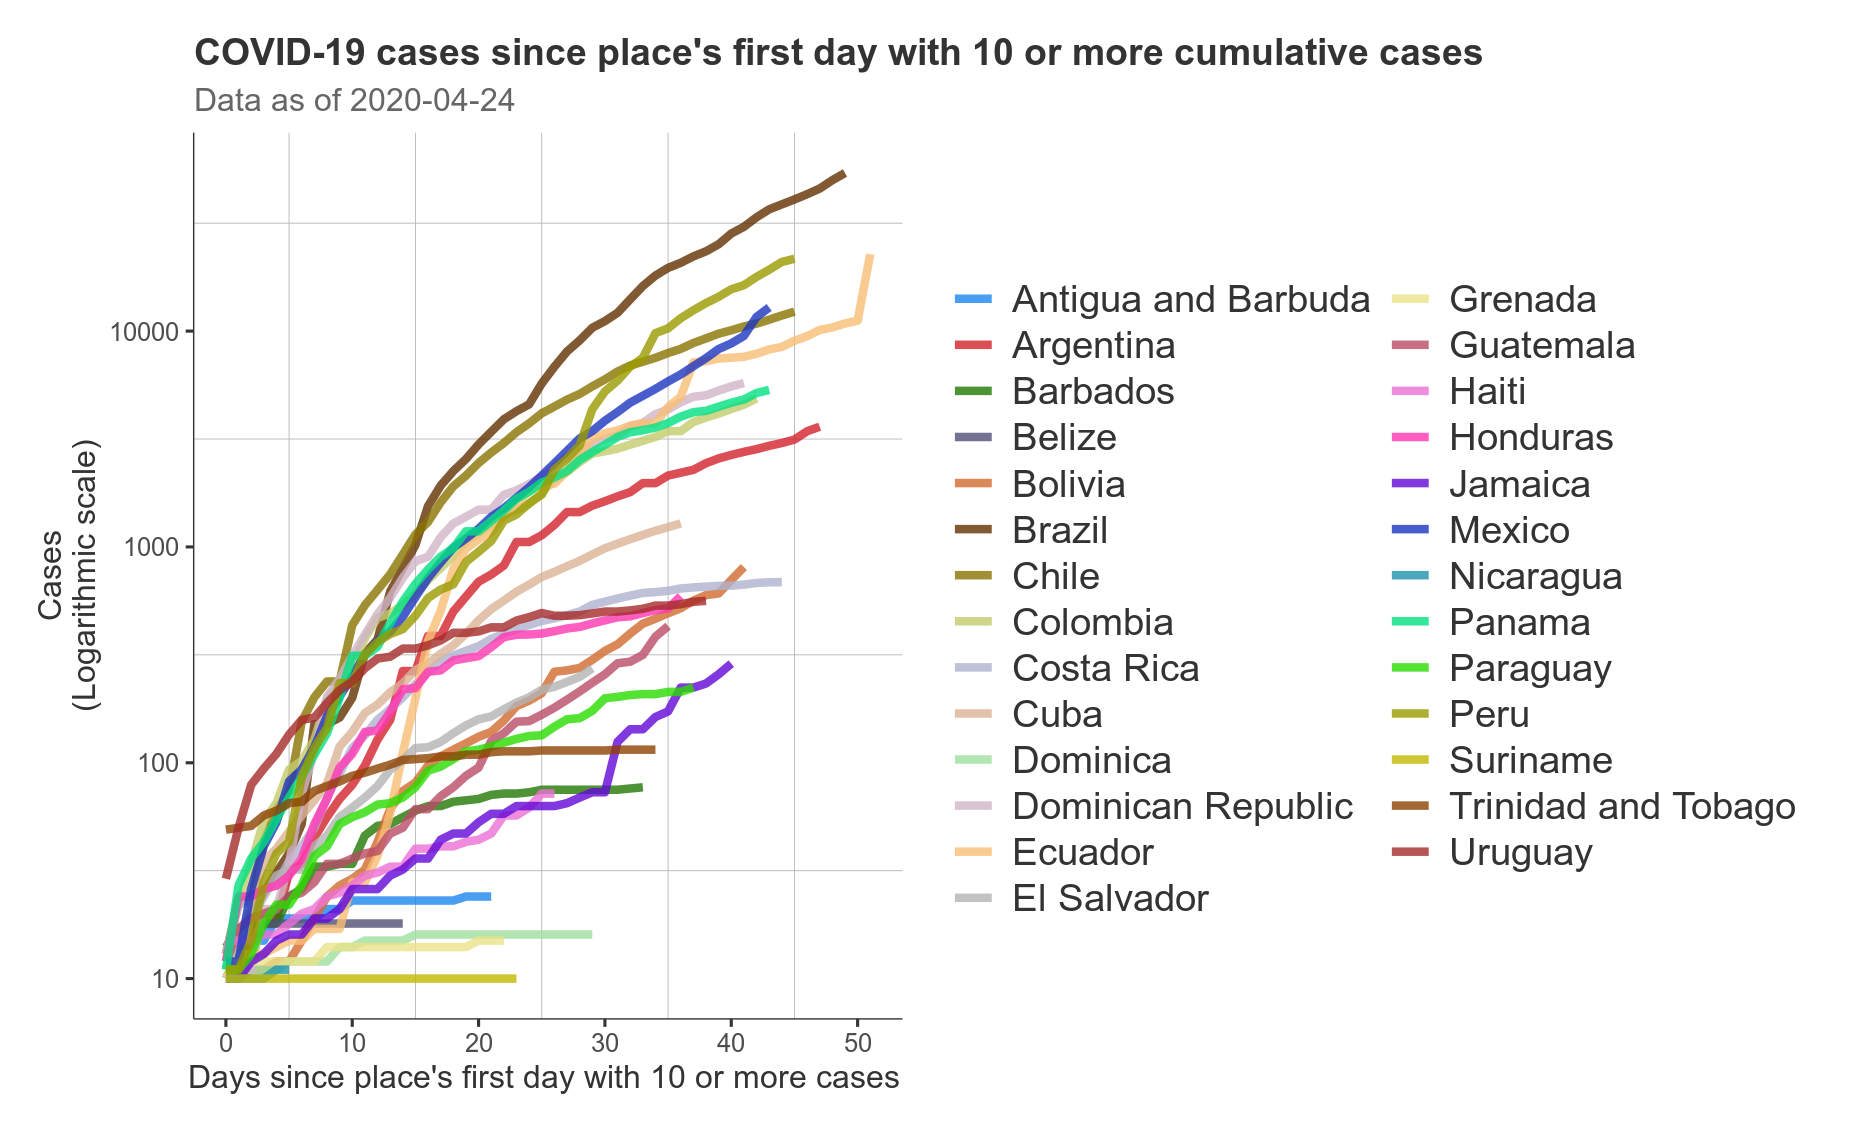 COVID-19 cases since place's first day with 10 or more cumulative cases
Data as of 2020-04-24
Cases
(Logarithmic scale)
10000
1000
100
10
0 10 20 30 40 50
Days since place's first day with 10 or more cases
Antigua and Barbuda
Argentina
Barbados
Belize
Bolivia
Brazil
Chile
Colombia
Costa Rica
Cuba
Dominica
Dominican Republic
Ecuador
El Salvador
Grenada
Guatemala
Haiti
Honduras
Jamaica
Mexico
Nicaragua
Panama
Paraguay
Peru
Suriname
Trinidad and Tobago
Uruguay